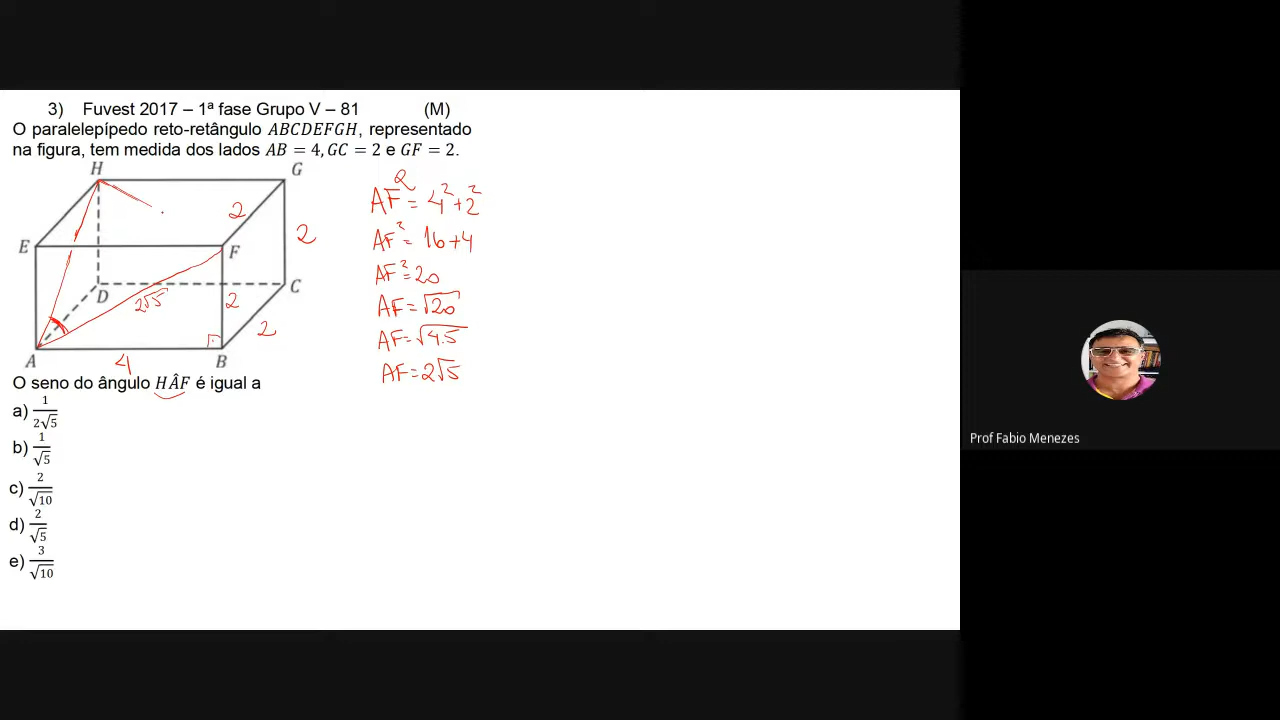 3) Fuvest 2017 – 1ª fase Grupo V – 81 (M)
O paralelepípedo reto-retângulo ABCDEFGH, representado
na figura, tem medida dos lados AB = 4, GC = 2 e GF = 2.
H
G
E
F
D
C
A
B
2
2
2
2
2√5
4
AF² = 4² + 2²
AF² = 16 + 4
AF² = 20
AF = √20
AF = √4.5
AF = 2√5
O seno do ângulo HÂF é igual a
a) 1/2√5
b) 1/√5
c) 2/√10
d) 2/√5
e) 3/√10
Prof Fabio Menezes